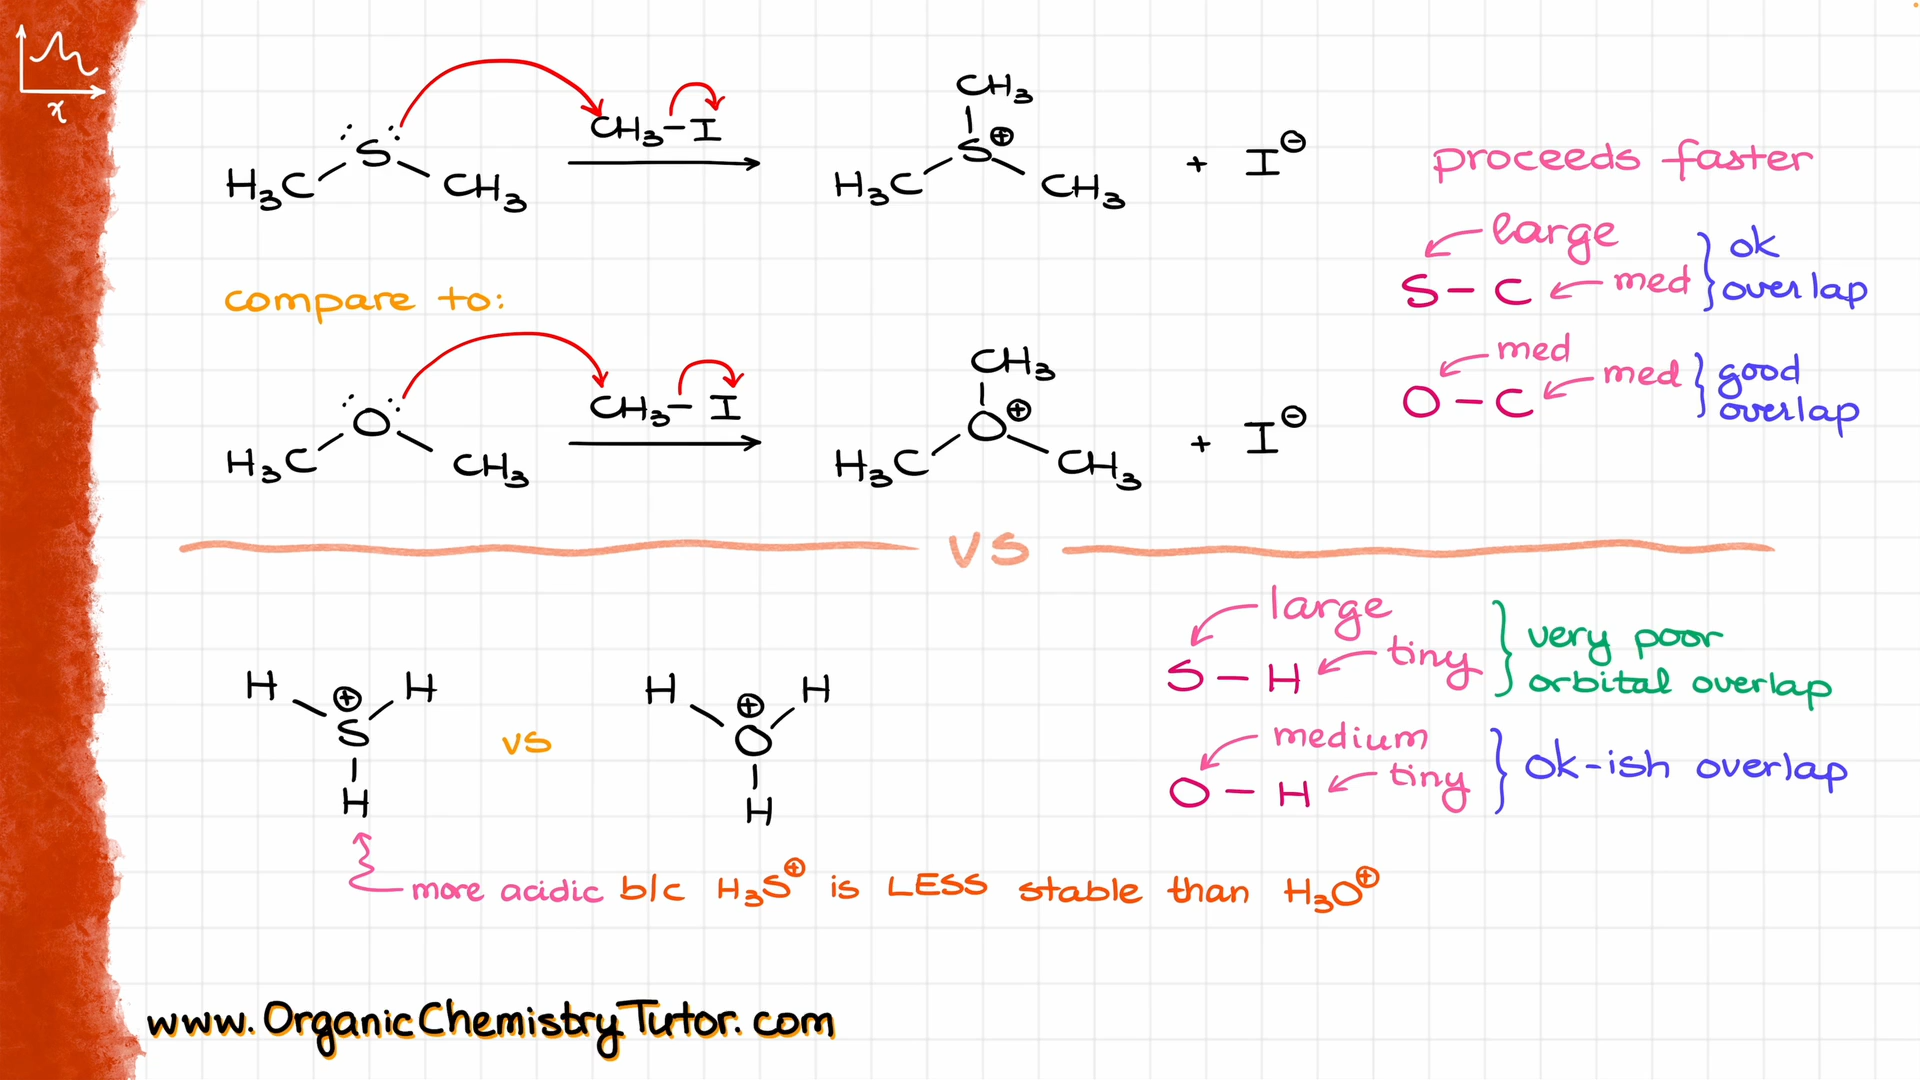 x
H₃C S̈ CH₃ CH₃-I H₃C S⊕ CH₃ CH₃ + I⊖
proceeds faster
large
S - C med } ok overlap
compare to:
H₃C Ö CH₃ CH₃-I H₃C O⊕ CH₃ CH₃ + I⊖
med
O - C med } good overlap
vs
H S⊕ H H
vs
H O⊕ H H
large
S - H tiny } very poor orbital overlap
medium
O - H tiny } ok-ish overlap
more acidic b/c H₃S⊕ is LESS stable than H₃O⊕
www.OrganicChemistryTutor.com